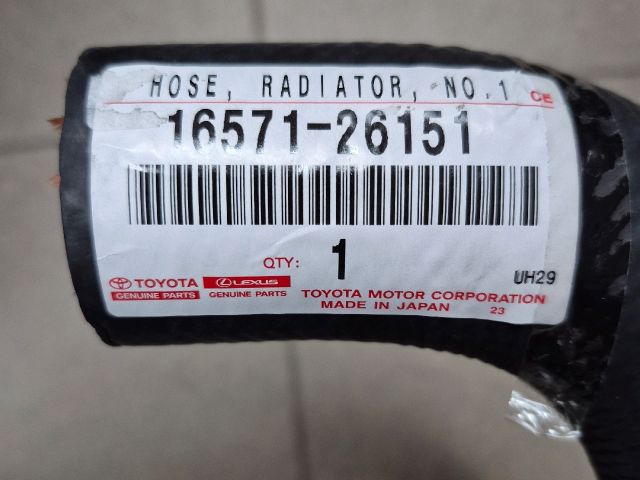 HOSE, RADIATOR, NO.1 CE
16571-26151
QTY: 1
UH29
TOYOTA LEXUS
GENUINE PARTS GENUINE PARTS
TOYOTA MOTOR CORPORATION
MADE IN JAPAN 23